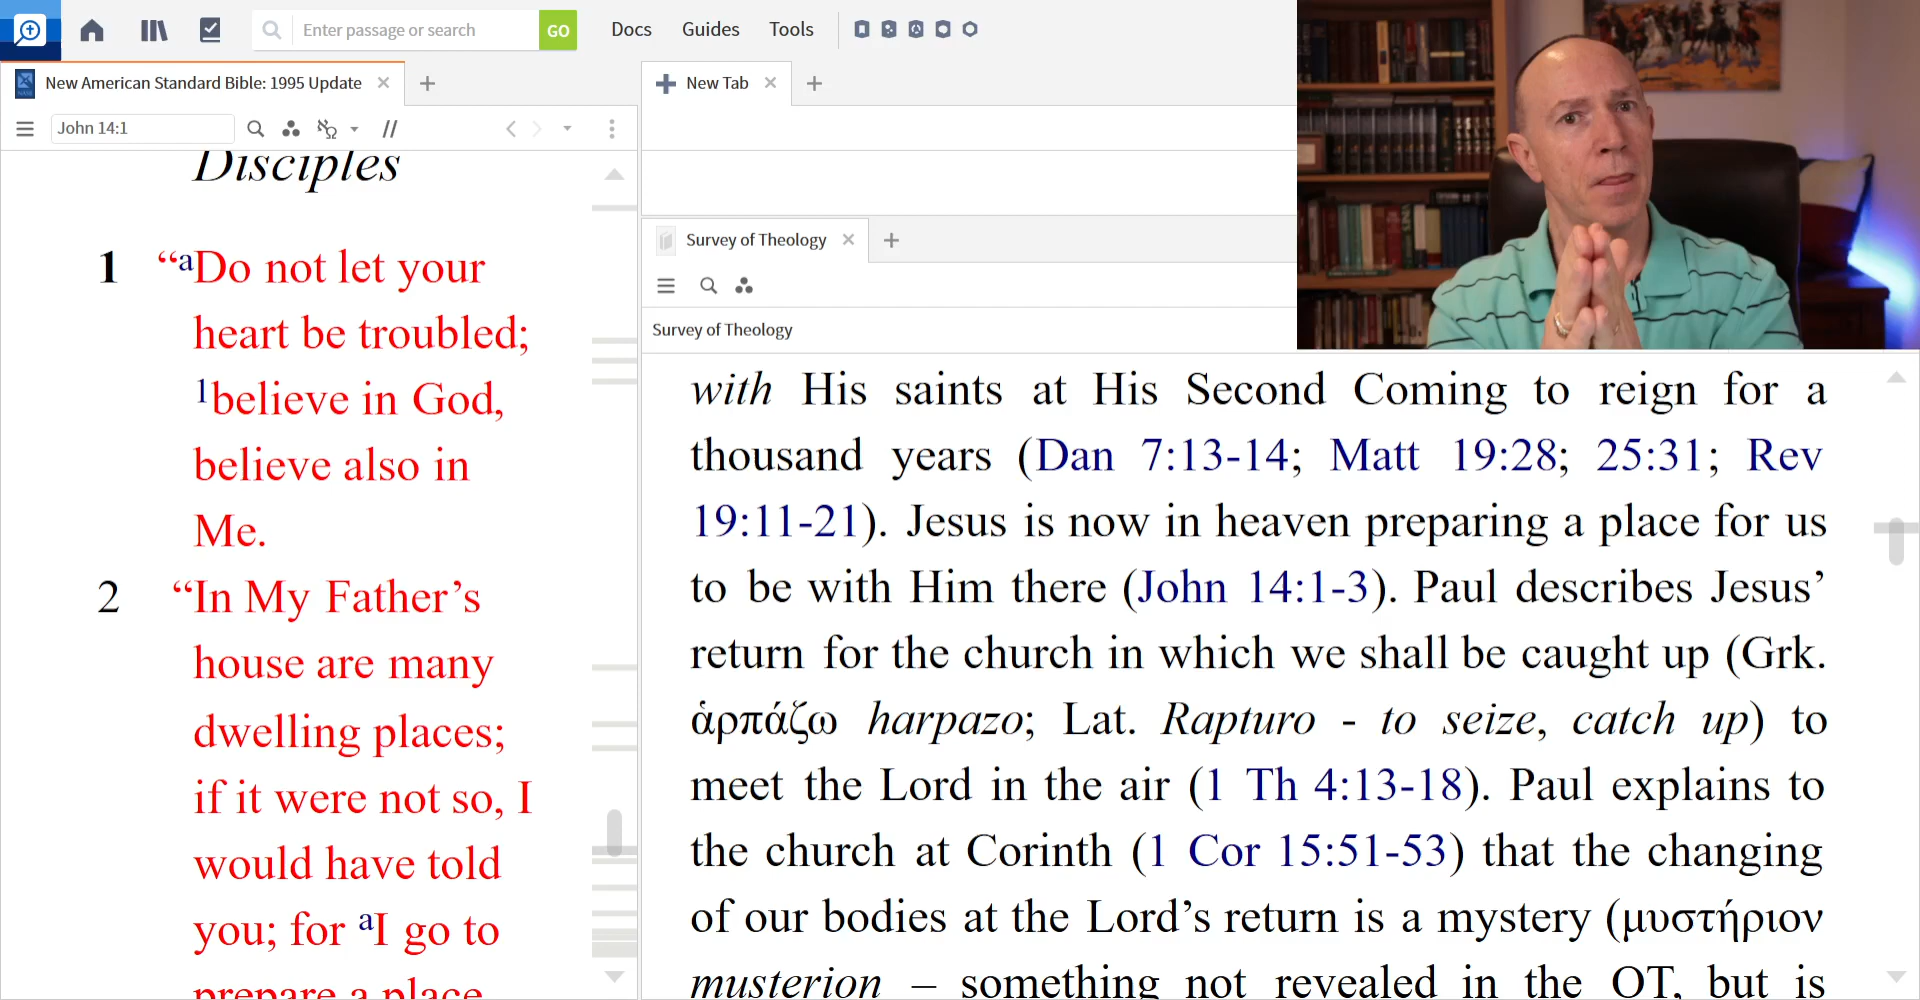 Enter passage or search
GO
Docs
Guides
Tools
New American Standard Bible: 1995 Update
John 14:1
Disciples
1 “ᵃDo not let your
heart be troubled;
¹believe in God,
believe also in
Me.
2 “In My Father’s
house are many
dwelling places;
if it were not so, I
would have told
you; for ᵃI go to
prepare a place
New Tab
Survey of Theology
Survey of Theology
with His saints at His Second Coming to reign for a
thousand years (Dan 7:13-14; Matt 19:28; 25:31; Rev
19:11-21). Jesus is now in heaven preparing a place for us
to be with Him there (John 14:1-3). Paul describes Jesus’
return for the church in which we shall be caught up (Grk.
ἁρπάζω harpazo; Lat. Rapturo - to seize, catch up) to
meet the Lord in the air (1 Th 4:13-18). Paul explains to
the church at Corinth (1 Cor 15:51-53) that the changing
of our bodies at the Lord’s return is a mystery (μυστήριον
musterion – something not revealed in the OT, but is